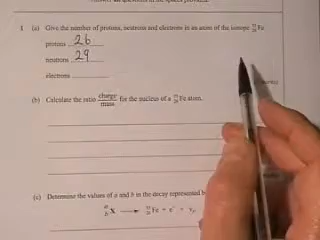 1 (a) Give the number of protons, neutrons and electrons in an atom of the isotope Fe
protons 26
neutrons 29
electrons
(b) Calculate the ratio charge/mass for the nucleus of a Fe atom.
(c) Determine the values of a and b in the decay represented b
a b X → Fe + e + ν